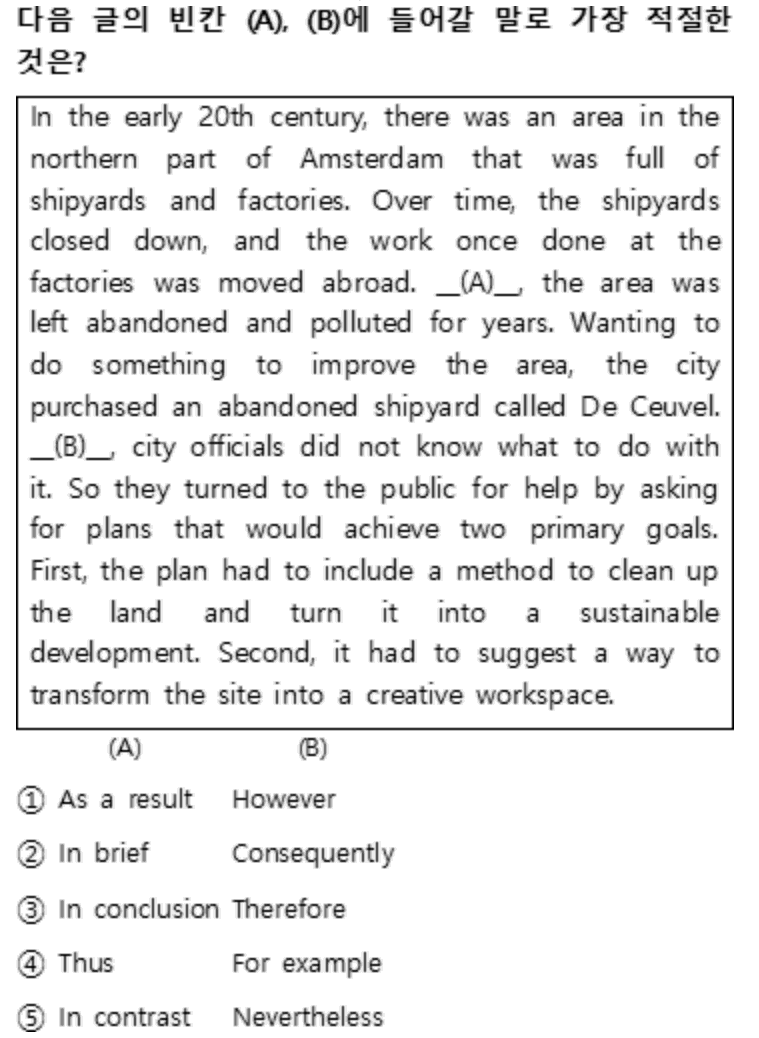 다음 글의 빈칸 (A), (B)에 들어갈 말로 가장 적절한
것은?
In the early 20th century, there was an area in the
northern part of Amsterdam that was full of
shipyards and factories. Over time, the shipyards
closed down, and the work once done at the
factories was moved abroad. __(A)__, the area was
left abandoned and polluted for years. Wanting to
do something to improve the area, the city
purchased an abandoned shipyard called De Ceuvel.
__(B)__, city officials did not know what to do with
it. So they turned to the public for help by asking
for plans that would achieve two primary goals.
First, the plan had to include a method to clean up
the land and turn it into a sustainable
development. Second, it had to suggest a way to
transform the site into a creative workspace.
(A) (B)
① As a result However
② In brief Consequently
③ In conclusion Therefore
④ Thus For example
⑤ In contrast Nevertheless